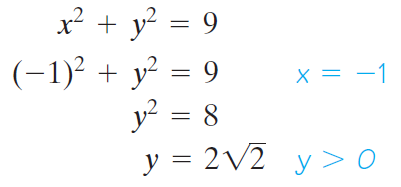 x² + y² = 9
(−1)² + y² = 9 x = −1
y² = 8
y = 2√2 y > 0